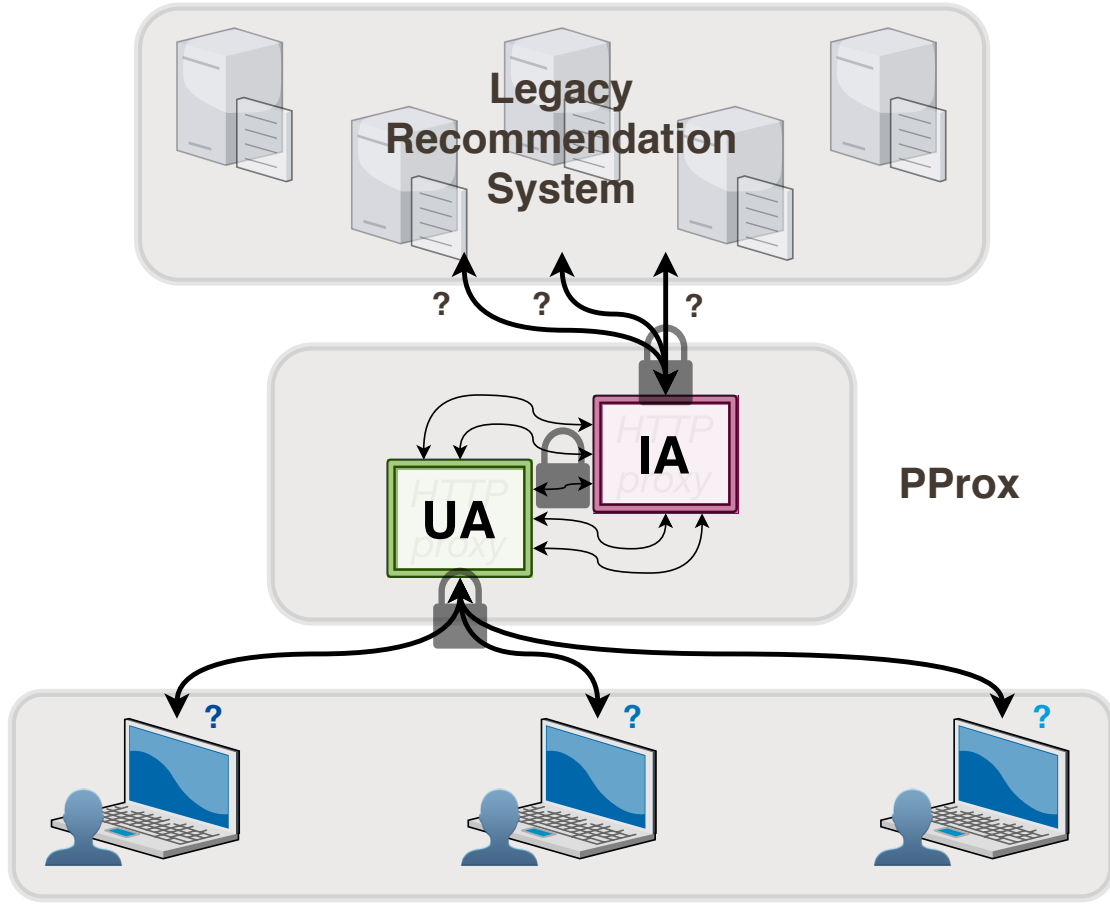 Legacy
Recommendation
System
?
?
?
HTTP
proxy
IA
PProx
HTTP
proxy
UA
?
?
?